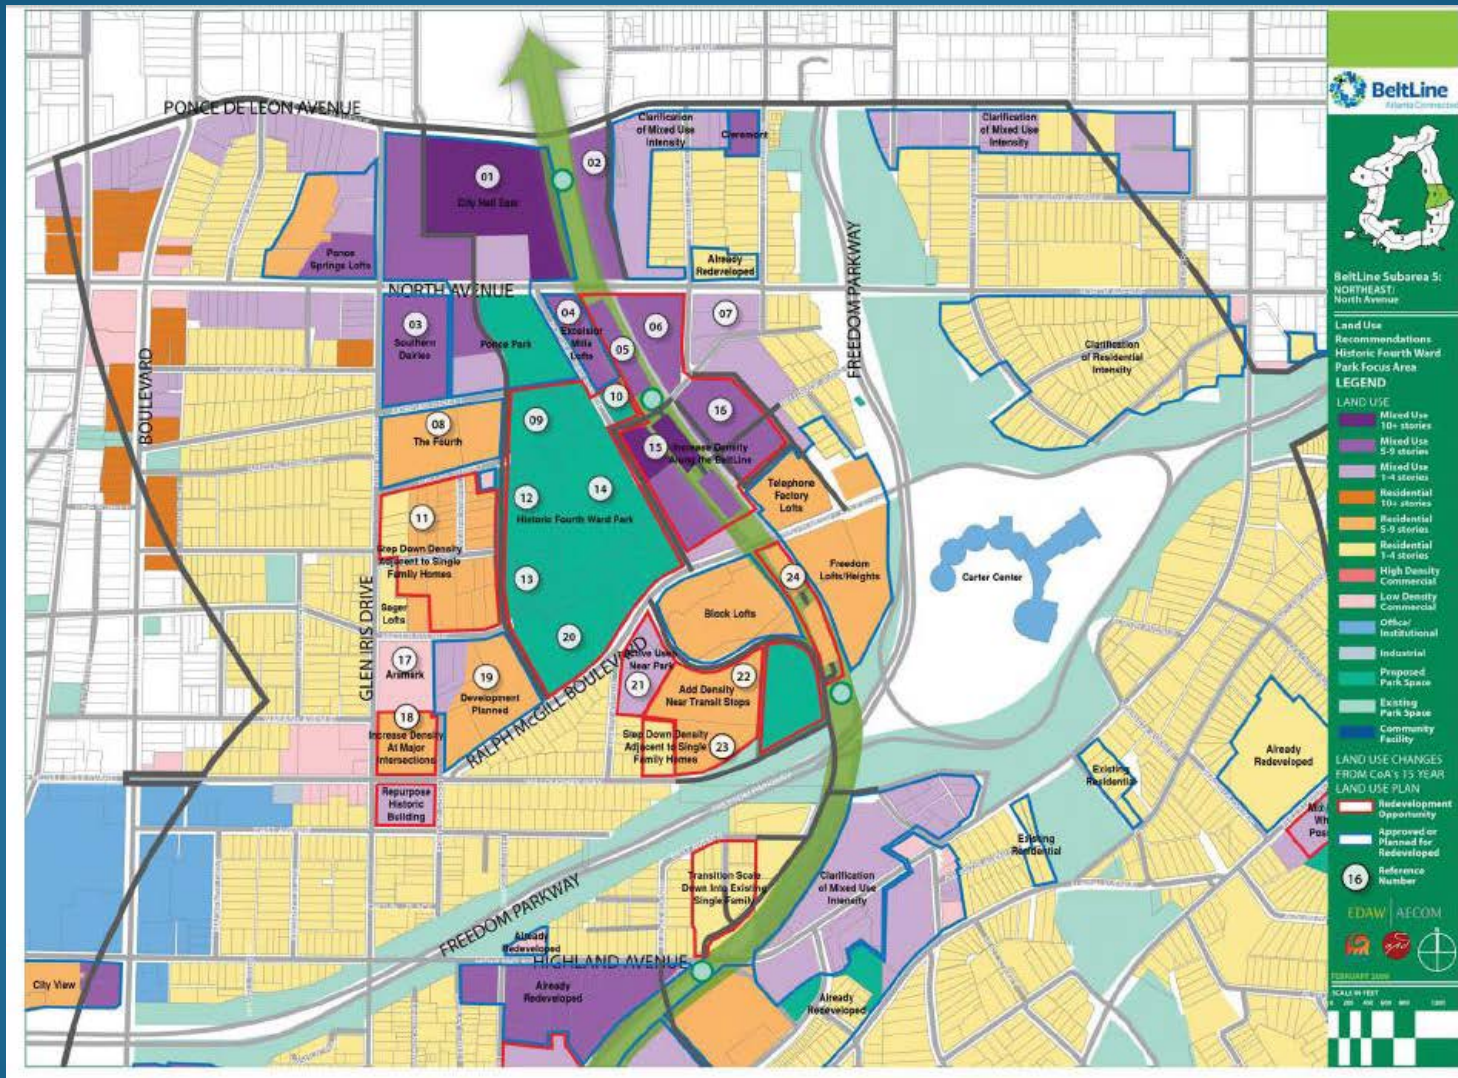 PONCE DE LEON AVENUE
Clarification
of Mixed Use
Intensity
Claremont
Clarification
of Mixed Use
Intensity
01
City Hall East
02
Ponce
Springs Lofts
Already
Redeveloped
NORTH AVENUE
FREEDOM PARKWAY
BOULEVARD
GLEN IRIS DRIVE
03
Southern
Dairies
Ponce Park
04
Excelsior
Mills
Lofts
05
06
07
Clarification
of Residential
Intensity
08
The Fourth
09
10
16
15
Increase Density
Along the BeltLine
Telephone
Factory
Lofts
11
Step Down Density
Adjacent to Single
Family Homes
Sager
Lofts
12
14
Historic Fourth Ward Park
13
20
Carter Center
24
Freedom
Lofts/Heights
Block Lofts
17
Aramark
18
Increase Density
At Major
Intersections
19
Development
Planned
RALPH McGILL BOULEVARD
Active Uses
Near Park
21
22
Add Density
Near Transit Stops
Step Down Density
Adjacent to Single
Family Homes
23
Repurpose
Historic
Building
Existing
Residential
Already
Redeveloped
Existing
Residential
Transition Scale
Down Into Existing
Single Family
Clarification
of Mixed Use
Intensity
FREEDOM PARKWAY
Already
Redeveloped
HIGHLAND AVENUE
City View
Already
Redeveloped
Already
Redeveloped
BeltLine
Atlanta Connected
BeltLine Subarea 5:
NORTHEAST/
North Avenue
Land Use
Recommendations
Historic Fourth Ward
Park Focus Area
LEGEND
LAND USE
Mixed Use
10+ stories
Mixed Use
5-9 stories
Mixed Use
1-4 stories
Residential
10+ stories
Residential
5-9 stories
Residential
1-4 stories
High Density
Commercial
Low Density
Commercial
Office/
Institutional
Industrial
Proposed
Park Space
Existing
Park Space
Community
Facility
LAND USE CHANGES
FROM CoA's 15 YEAR
LAND USE PLAN
Redevelopment
Opportunity
Approved or
Planned for
Redeveloped
16
Reference
Number
EDAW | AECOM
SCALE IN FEET